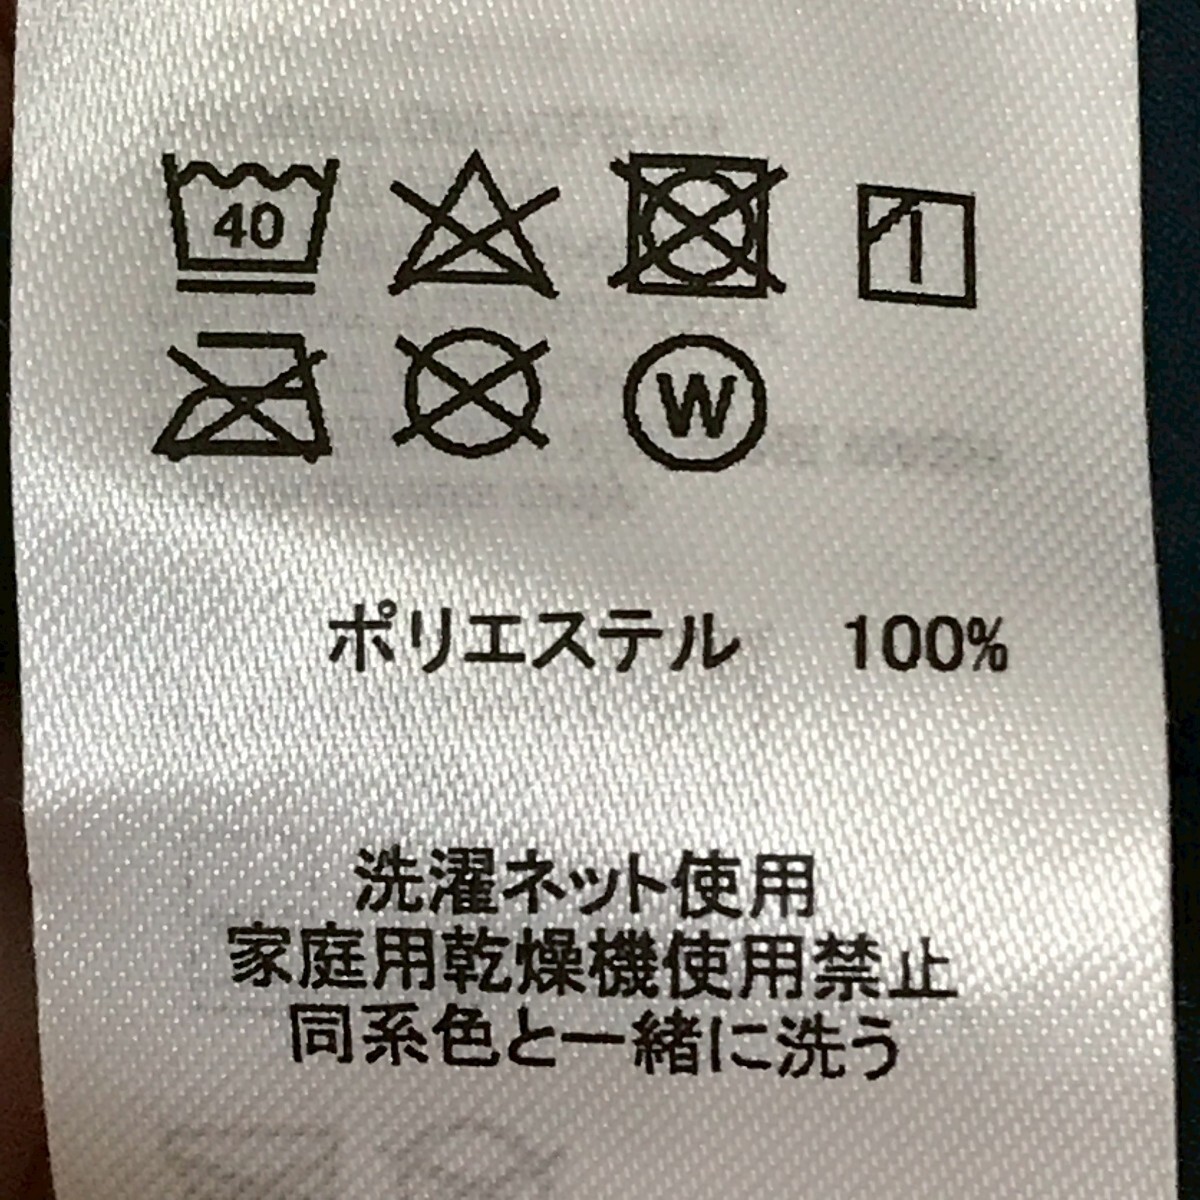 40
W
ポリエステル 100%
洗濯ネット使用
家庭用乾燥機使用禁止
同系色と一緒に洗う